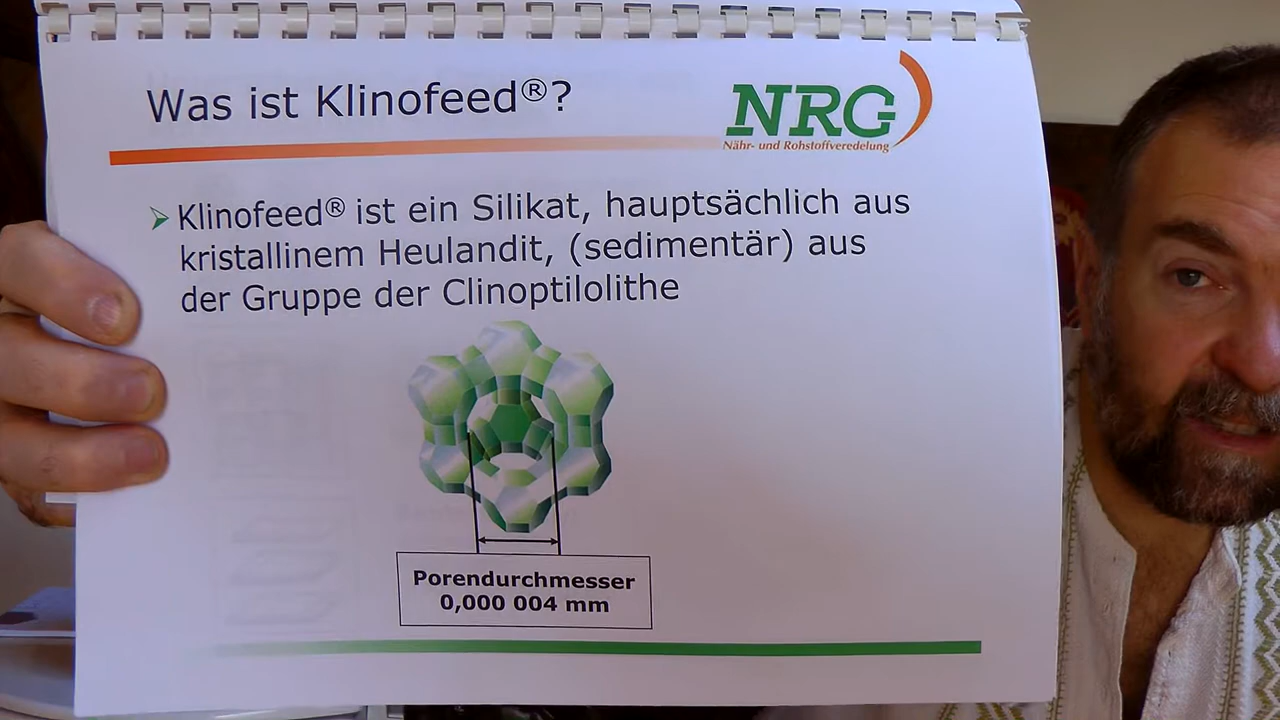 Was ist Klinofeed®?
NRG
Nähr- und Rohstoffveredelung
Klinofeed® ist ein Silikat, hauptsächlich aus
kristallinem Heulandit, (sedimentär) aus
der Gruppe der Clinoptilolithe
Porendurchmesser
0,000 004 mm